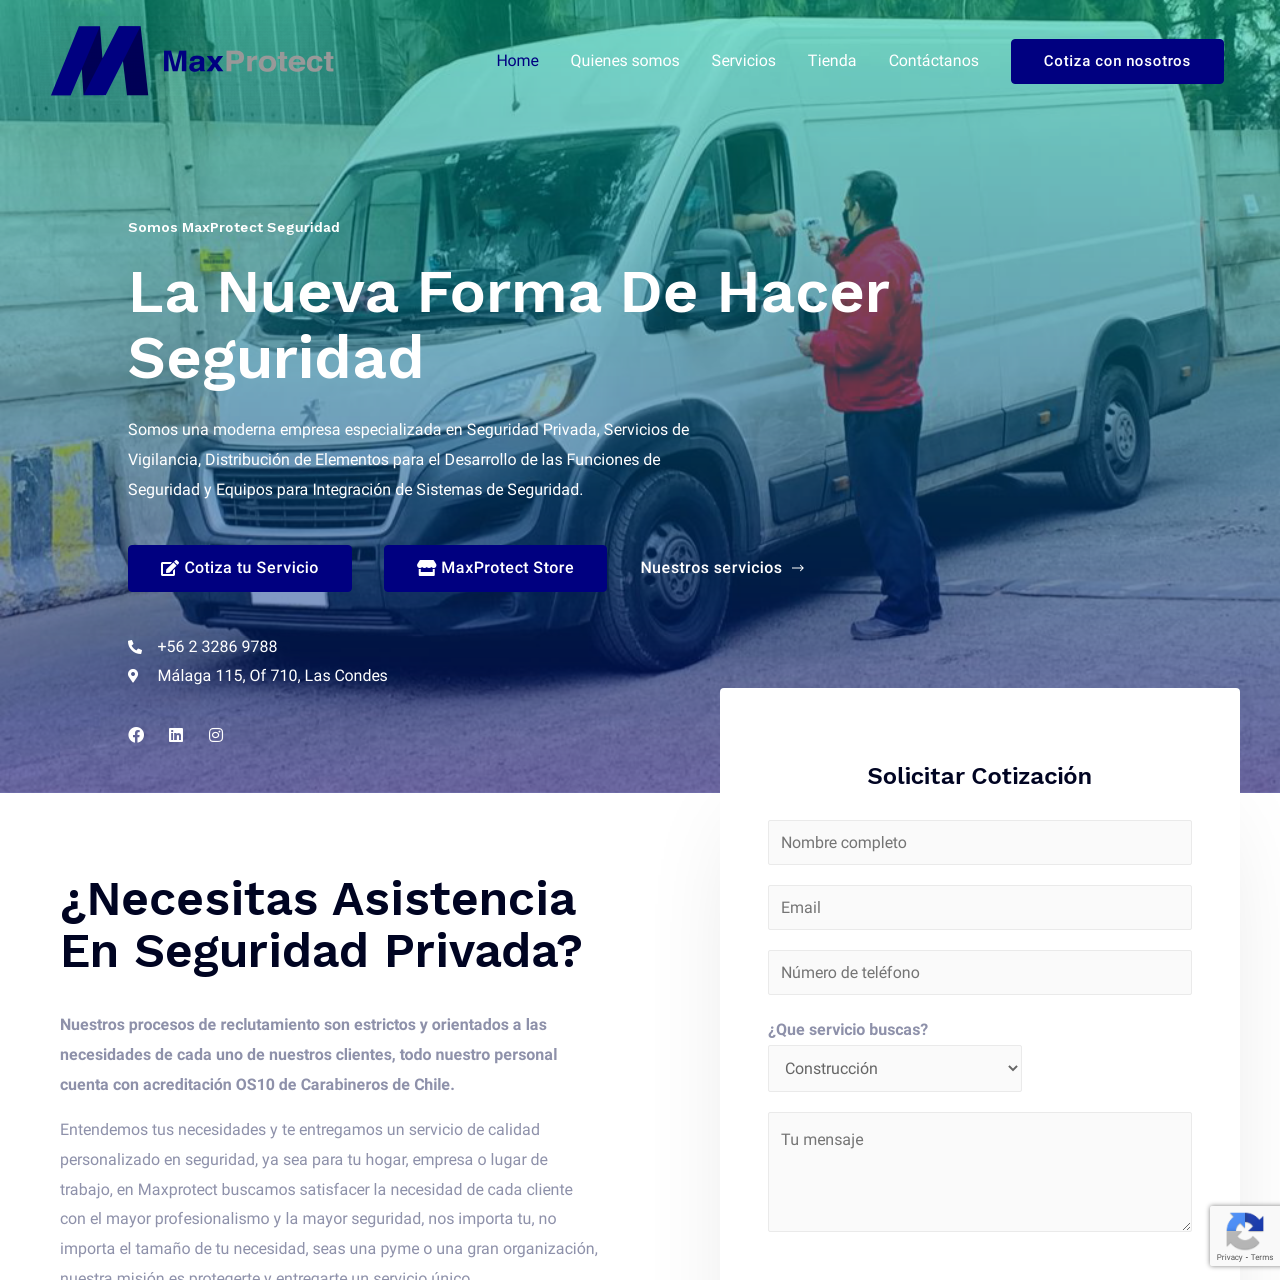 MaxProtect
Home
Quienes somos
Servicios
Tienda
Contáctanos
Cotiza con nosotros
Somos MaxProtect Seguridad
La Nueva Forma De Hacer
Seguridad
Somos una moderna empresa especializada en Seguridad Privada, Servicios de
Vigilancia, Distribución de Elementos para el Desarrollo de las Funciones de
Seguridad y Equipos para Integración de Sistemas de Seguridad.
Cotiza tu Servicio
MaxProtect Store
Nuestros servicios →
+56 2 3286 9788
Málaga 115, Of 710, Las Condes
¿Necesitas Asistencia
En Seguridad Privada?
Nuestros procesos de reclutamiento son estrictos y orientados a las
necesidades de cada uno de nuestros clientes, todo nuestro personal
cuenta con acreditación OS10 de Carabineros de Chile.
Entendemos tus necesidades y te entregamos un servicio de calidad
personalizado en seguridad, ya sea para tu hogar, empresa o lugar de
trabajo, en Maxprotect buscamos satisfacer la necesidad de cada cliente
con el mayor profesionalismo y la mayor seguridad, nos importa tu, no
importa el tamaño de tu necesidad, seas una pyme o una gran organización,
nuestra misión es protegerte y entregarte un servicio único
Solicitar Cotización
Nombre completo
Email
Número de teléfono
¿Que servicio buscas?
Construcción
Tu mensaje
Privacy - Terms